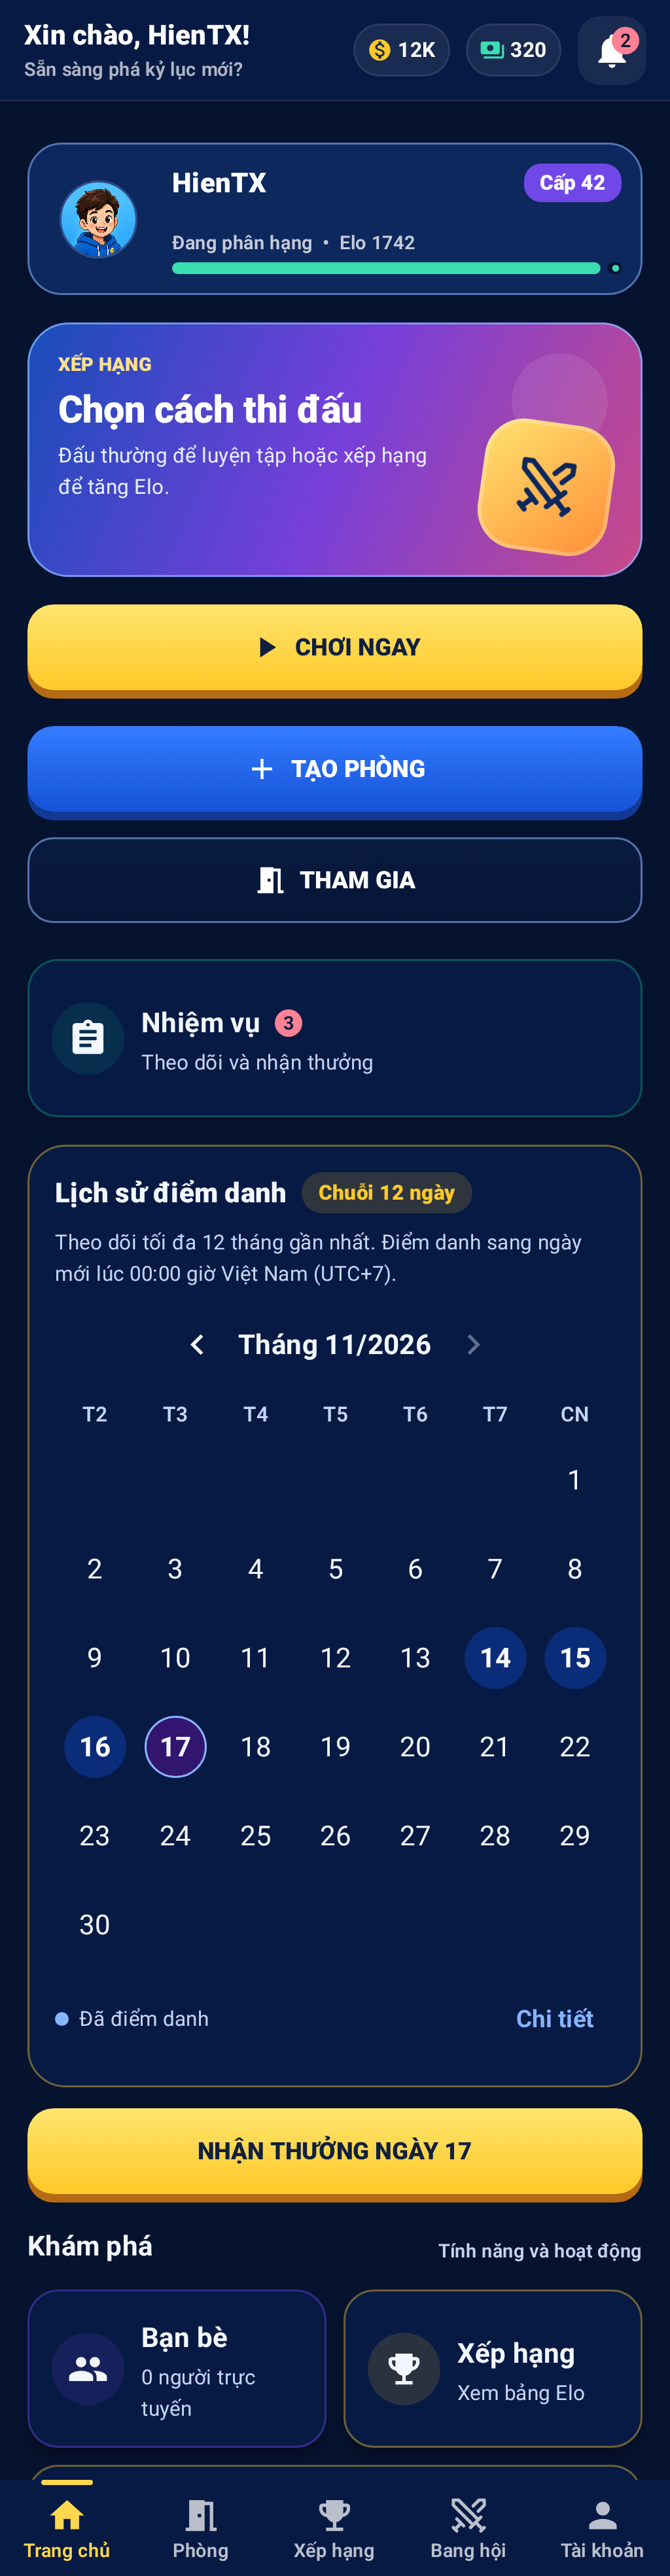 Xin chào, HienTX!
Sẵn sàng phá kỷ lục mới?
12K
320
2
HienTX
Cấp 42
Đang phân hạng • Elo 1742
XẾP HẠNG
Chọn cách thi đấu
Đấu thường để luyện tập hoặc xếp hạng
để tăng Elo.
CHƠI NGAY
TẠO PHÒNG
THAM GIA
Nhiệm vụ 3
Theo dõi và nhận thưởng
Lịch sử điểm danh
Chuỗi 12 ngày
Theo dõi tối đa 12 tháng gần nhất. Điểm danh sang ngày
mới lúc 00:00 giờ Việt Nam (UTC+7).
Tháng 11/2026
T2 T3 T4 T5 T6 T7 CN
1
2 3 4 5 6 7 8
9 10 11 12 13 14 15
16 17 18 19 20 21 22
23 24 25 26 27 28 29
30
Đã điểm danh
Chi tiết
NHẬN THƯỞNG NGÀY 17
Khám phá
Tính năng và hoạt động
Bạn bè
0 người trực
tuyến
Xếp hạng
Xem bảng Elo
Trang chủ
Phòng
Xếp hạng
Bang hội
Tài khoản